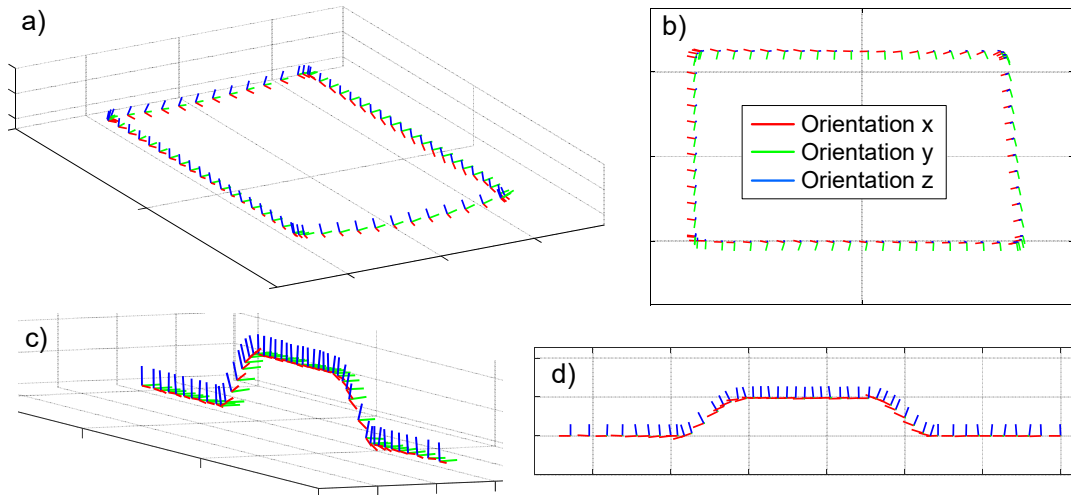 a)
b)
Orientation x
Orientation y
Orientation z
c)
d)